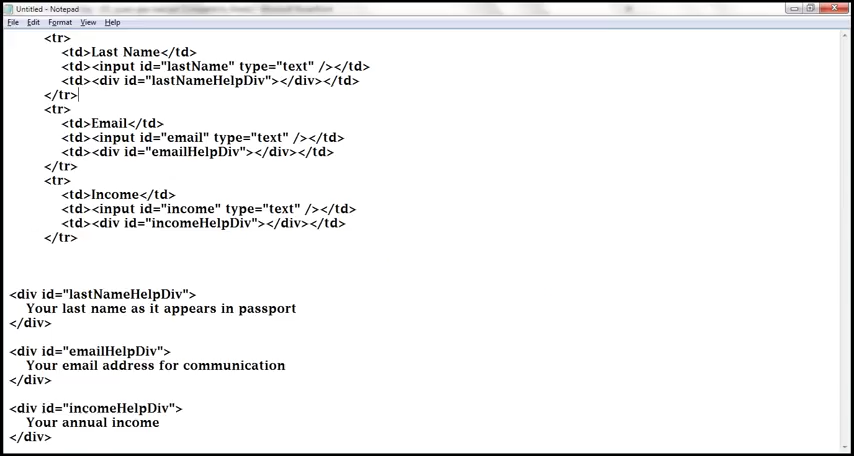 Untitled - Notepad
File Edit Format View Help
<tr>
<td>Last Name</td>
<td><input id="lastName" type="text" /></td>
<td><div id="lastNameHelpDiv"></div></td>
</tr>
<tr>
<td>Email</td>
<td><input id="email" type="text" /></td>
<td><div id="emailHelpDiv"></div></td>
</tr>
<tr>
<td>Income</td>
<td><input id="income" type="text" /></td>
<td><div id="incomeHelpDiv"></div></td>
</tr>
<div id="lastNameHelpDiv">
Your last name as it appears in passport
</div>
<div id="emailHelpDiv">
Your email address for communication
</div>
<div id="incomeHelpDiv">
Your annual income
</div>